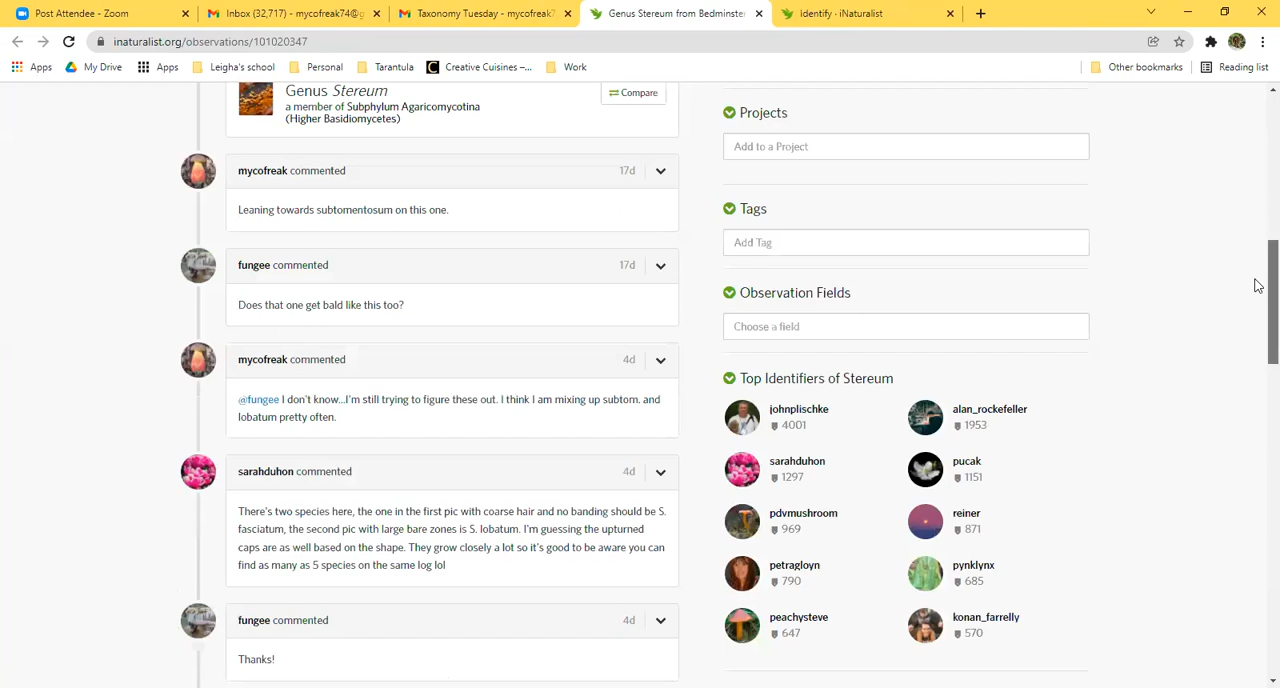 Post Attendee - Zoom
Inbox (32,717) - mycofreak74@g
Taxonomy Tuesday - mycofreak7
Genus Stereum from Bedminste
Identify · iNaturalist
inaturalist.org/observations/101020347
Apps
My Drive
Apps
Leigha's school
Personal
Tarantula
Creative Cuisines –...
Work
Other bookmarks
Reading list
Genus Stereum
a member of Subphylum Agaricomycotina
(Higher Basidiomycetes)
Compare
mycofreak commented 17d
Leaning towards subtomentosum on this one.
fungee commented 17d
Does that one get bald like this too?
mycofreak commented 4d
@fungee I don't know...I'm still trying to figure these out. I think I am mixing up subtom. and
lobatum pretty often.
sarahduhon commented 4d
There's two species here, the one in the first pic with coarse hair and no banding should be S.
fasciatum, the second pic with large bare zones is S. lobatum. I'm guessing the upturned
caps are as well based on the shape. They grow closely a lot so it's good to be aware you can
find as many as 5 species on the same log lol
fungee commented 4d
Thanks!
Projects
Add to a Project
Tags
Add Tag
Observation Fields
Choose a field
Top Identifiers of Stereum
johnplischke
4001
alan_rockefeller
1953
sarahduhon
1297
pucak
1151
pdvmushroom
969
reiner
871
petragloyn
790
pynklynx
685
peachysteve
647
konan_farrelly
570